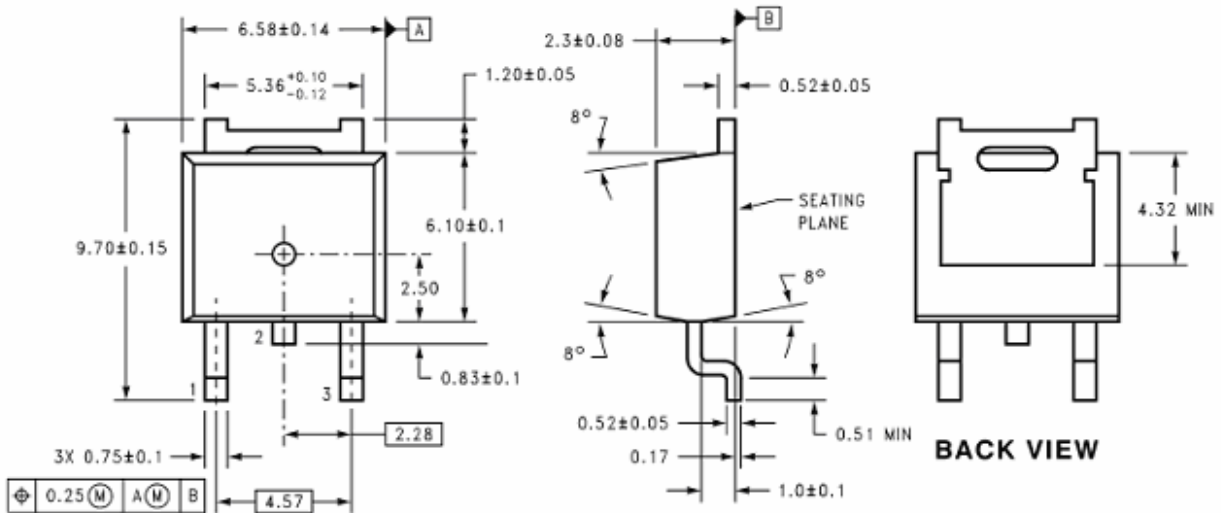 6.58±0.14
A
5.36 +0.10 -0.12
1.20±0.05
9.70±0.15
6.10±0.1
2.50
2
1
3
0.83±0.1
2.28
3X 0.75±0.1
⌖ 0.25 Ⓜ A Ⓜ B
4.57
B
2.3±0.08
0.52±0.05
8°
SEATING
PLANE
8°
8°
0.52±0.05
0.51 MIN
0.17
1.0±0.1
4.32 MIN
BACK VIEW